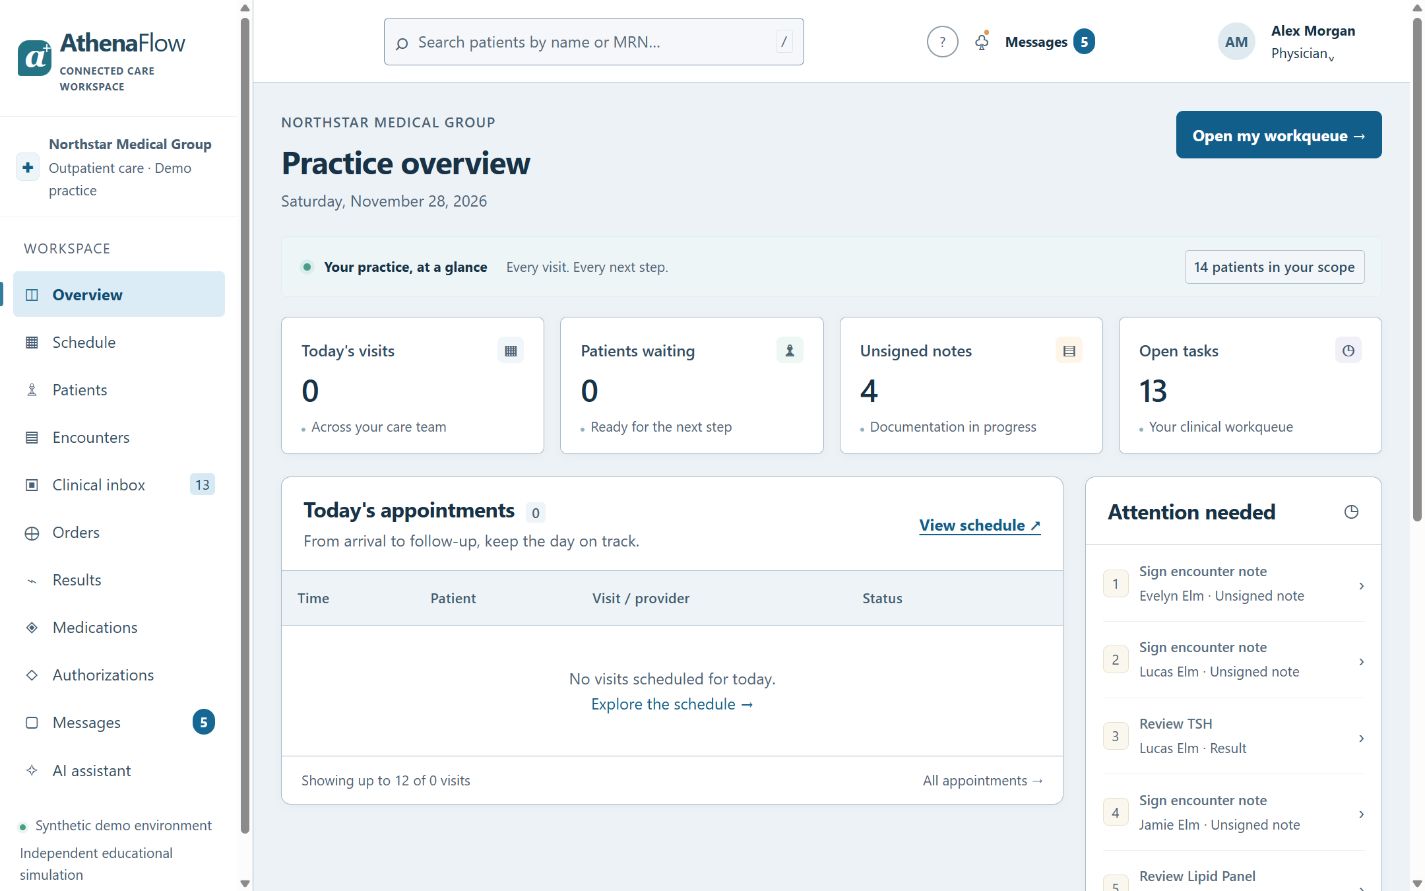 AthenaFlow
CONNECTED CARE
WORKSPACE
Northstar Medical Group
Outpatient care · Demo
practice
WORKSPACE
Overview
Schedule
Patients
Encounters
Clinical inbox 13
Orders
Results
Medications
Authorizations
Messages 5
AI assistant
Synthetic demo environment
Independent educational
simulation
Search patients by name or MRN... /
? Messages 5
AM Alex Morgan
Physician
NORTHSTAR MEDICAL GROUP
Practice overview
Saturday, November 28, 2026
Open my workqueue →
Your practice, at a glance Every visit. Every next step. 14 patients in your scope
Today's visits
0
Across your care team
Patients waiting
0
Ready for the next step
Unsigned notes
4
Documentation in progress
Open tasks
13
Your clinical workqueue
Today's appointments 0
From arrival to follow-up, keep the day on track.
View schedule ↗
Time Patient Visit / provider Status
No visits scheduled for today.
Explore the schedule →
Showing up to 12 of 0 visits All appointments →
Attention needed
1 Sign encounter note
Evelyn Elm · Unsigned note
2 Sign encounter note
Lucas Elm · Unsigned note
3 Review TSH
Lucas Elm · Result
4 Sign encounter note
Jamie Elm · Unsigned note
5 Review Lipid Panel